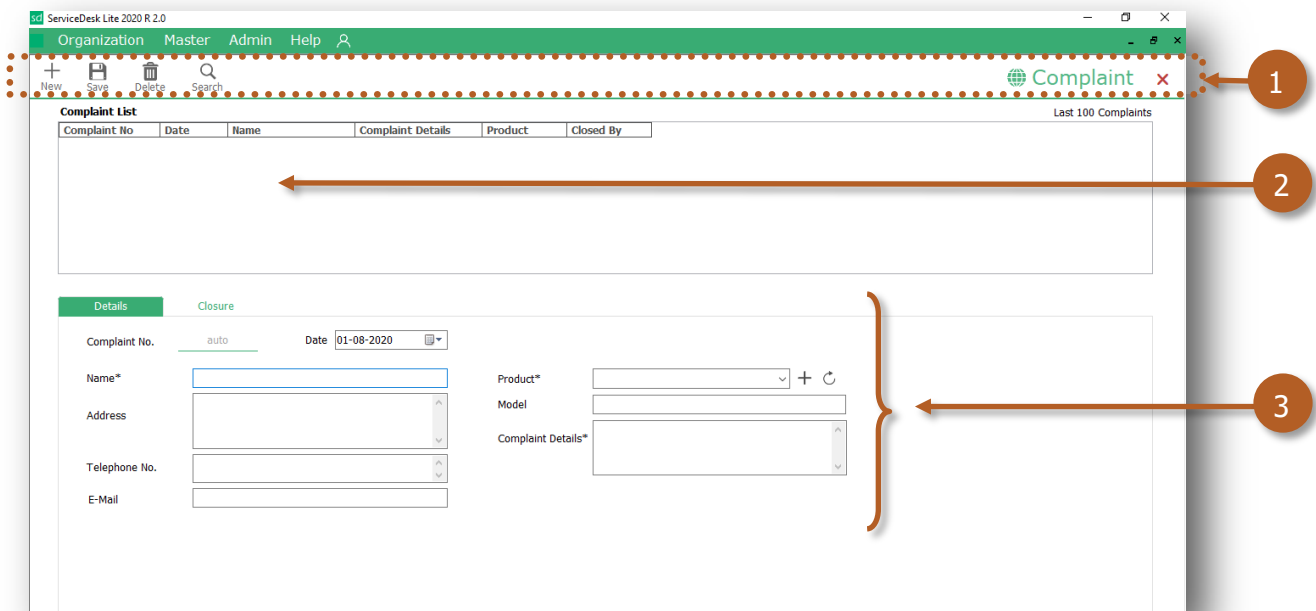 sd ServiceDesk Lite 2020 R 2.0
Organization Master Admin Help
New Save Delete Search Complaint
1
Complaint List Last 100 Complaints
Complaint No Date Name Complaint Details Product Closed By
2
Details Closure
Complaint No. auto Date 01-08-2020
Name* Product*
Model
Address
Complaint Details*
3
Telephone No.
E-Mail